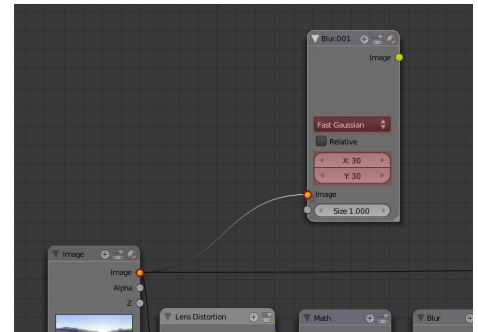 Blur.001
Image
Fast Gaussian
Relative
X: 30
Y: 30
Image
Size 1.000
Image
Image
Alpha
Z
Lens Distortion
Math
Blur